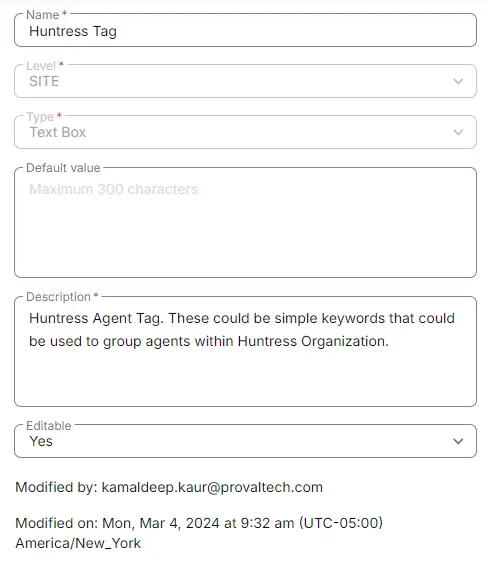 Name *
Huntress Tag
Level *
SITE
Type *
Text Box
Default value
Maximum 300 characters
Description *
Huntress Agent Tag. These could be simple keywords that could
be used to group agents within Huntress Organization.
Editable
Yes
Modified by: kamaldeep.kaur@provaltech.com
Modified on: Mon, Mar 4, 2024 at 9:32 am (UTC-05:00)
America/New_York